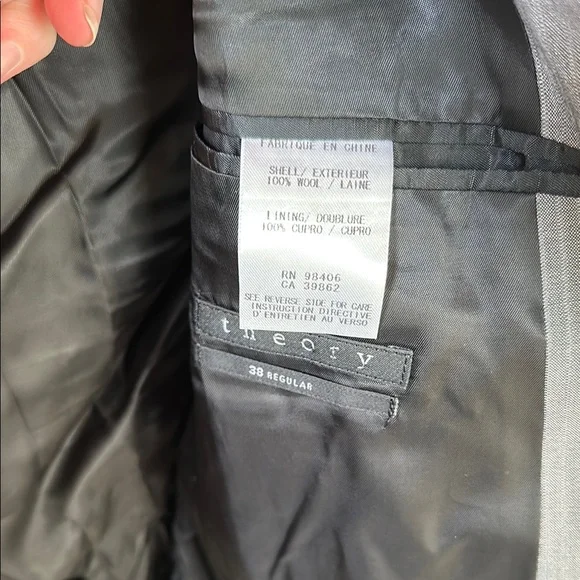 FABRIQUE EN CHINE
SHELL/ EXTERIEUR
100% WOOL / LAINE
LINING/ DOUBLURE
100% CUPRO / CUPRO
RN 98406
CA 39862
SEE REVERSE SIDE FOR CARE
INSTRUCTION DIRECTIVE
D'ENTRETIEN AU VERSO
theory
38 REGULAR